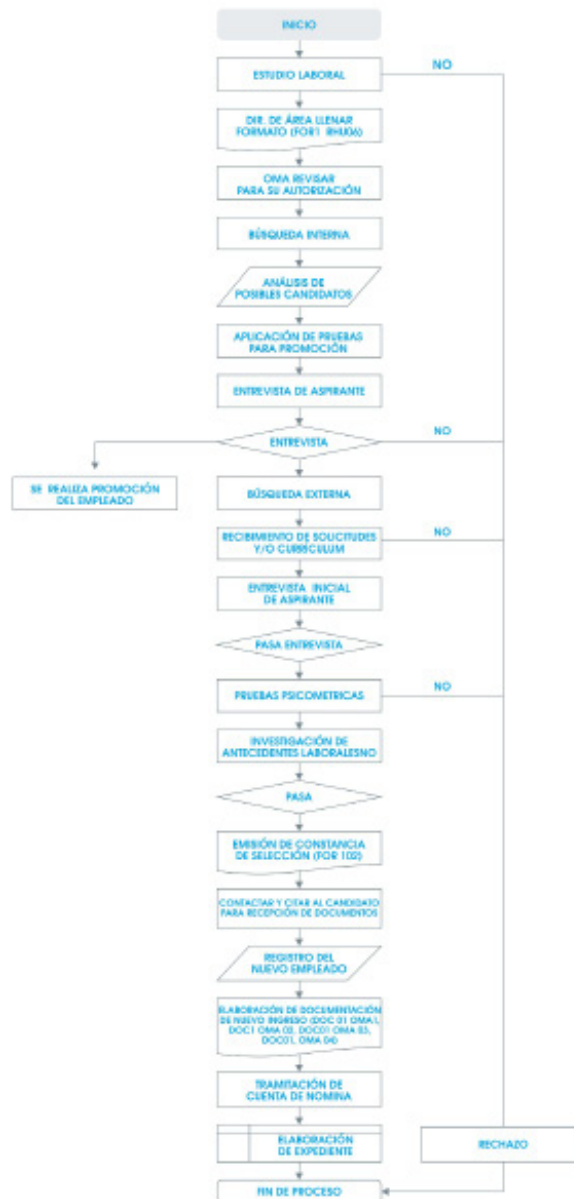 INICIO
ESTUDIO LABORAL
NO
DIR. DE ÁREA LLENAR
FORMATO (FOR1 RHU06)
OMA REVISAR
PARA SU AUTORIZACIÓN
BÚSQUEDA INTERNA
ANÁLISIS DE
POSIBLES CANDIDATOS
APLICACIÓN DE PRUEBAS
PARA PROMOCIÓN
ENTREVISTA DE ASPIRANTE
ENTREVISTA
NO
SE REALIZA PROMOCIÓN
DEL EMPLEADO
BÚSQUEDA EXTERNA
RECIBIMIENTO DE SOLICITUDES
Y/O CURRÍCULUM
NO
ENTREVISTA INICIAL
DE ASPIRANTE
PASA ENTREVISTA
PRUEBAS PSICOMETRICAS
NO
INVESTIGACIÓN DE
ANTECEDENTES LABORALESNO
PASA
EMISIÓN DE CONSTANCIA
DE SELECCIÓN (FOR 102)
CONTACTAR Y CITAR AL CANDIDATO
PARA RECEPCIÓN DE DOCUMENTOS
REGISTRO DEL
NUEVO EMPLEADO
ELABORACIÓN DE DOCUMENTACIÓN
DE NUEVO INGRESO (DOC 01 OMA1,
DOC1 OMA 02, DOC01 OMA 03,
DOC01, OMA 04)
TRAMITACIÓN DE
CUENTA DE NOMINA
ELABORACIÓN
DE EXPEDIENTE
RECHAZO
FIN DE PROCESO